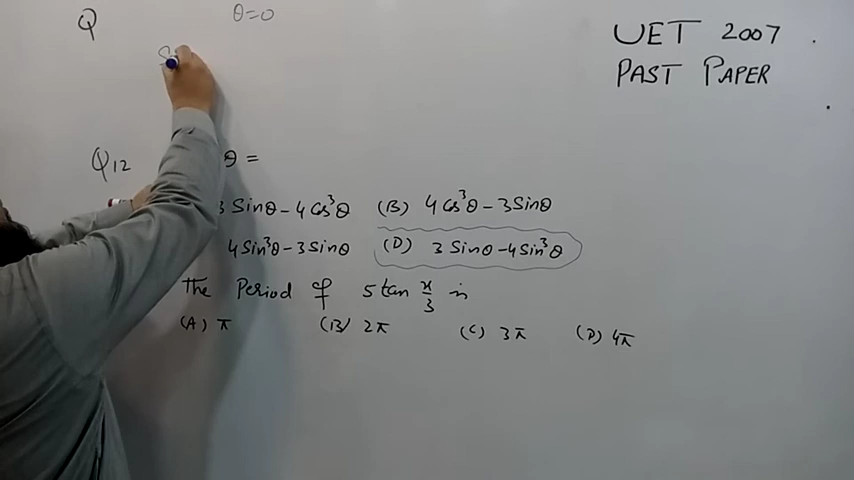 Q θ=0
S
UET 2007
PAST PAPER
Q12 θ =
3 Sinθ - 4 Cos³θ (B) 4 Cos³θ - 3 Sinθ
4 Sin³θ - 3 Sinθ (D) 3 Sinθ - 4 Sin³θ
The Period of 5 tan x/3 is
(A) π (B) 2π (C) 3π (D) 4π